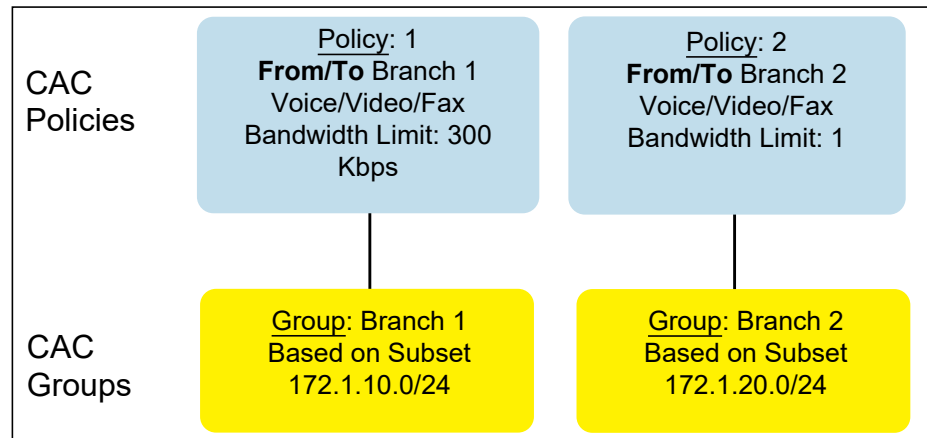 CAC
Policies
Policy: 1
From/To Branch 1
Voice/Video/Fax
Bandwidth Limit: 300
Kbps
Policy: 2
From/To Branch 2
Voice/Video/Fax
Bandwidth Limit: 1
CAC
Groups
Group: Branch 1
Based on Subset
172.1.10.0/24
Group: Branch 2
Based on Subset
172.1.20.0/24